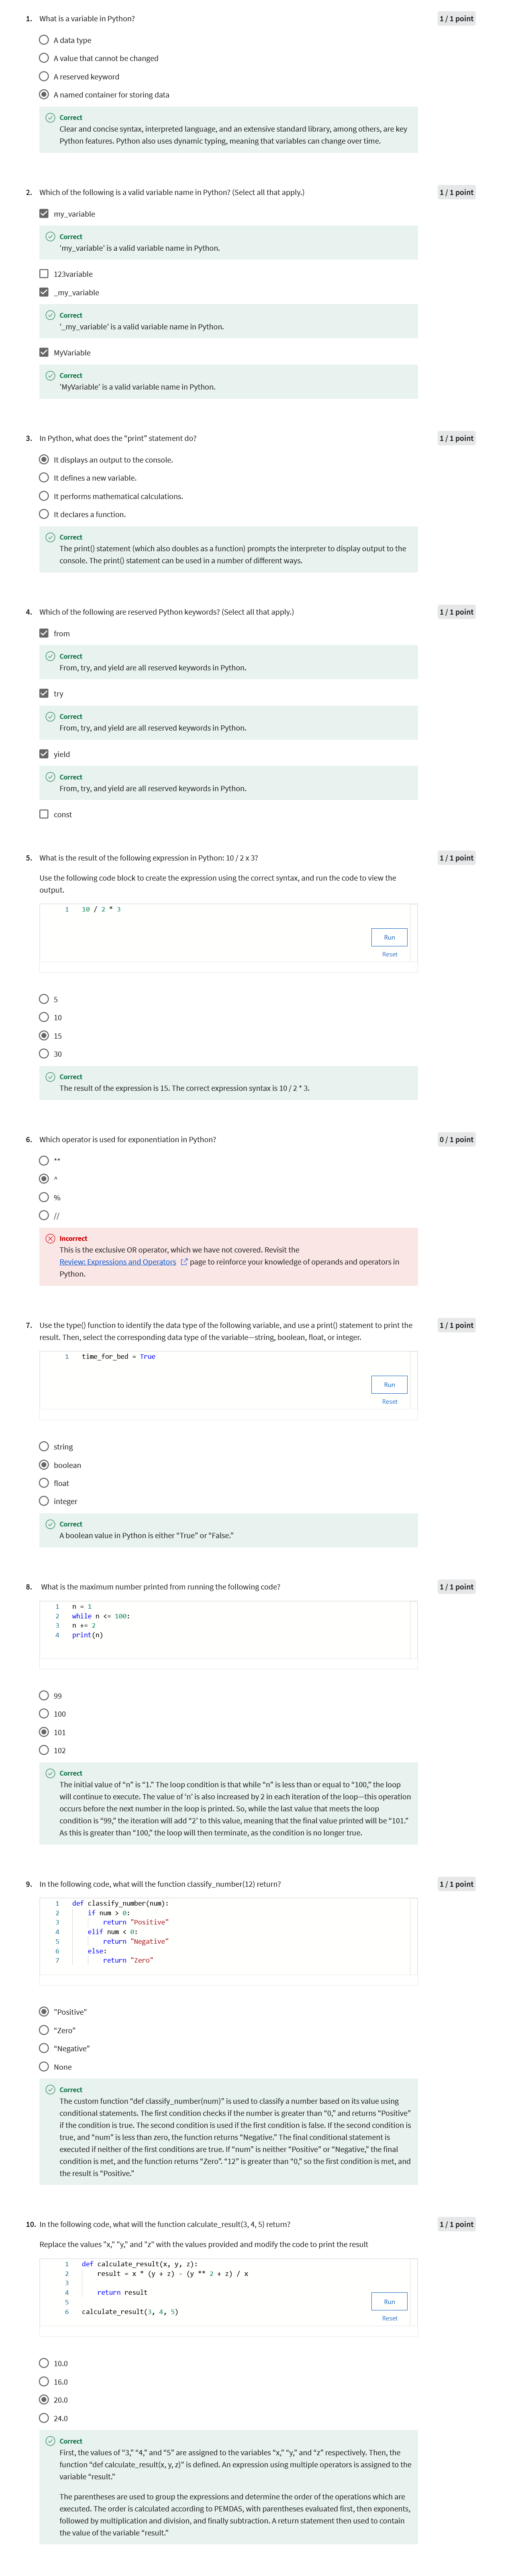 1. What is a variable in Python?
1 / 1 point
A data type
A value that cannot be changed
A reserved keyword
A named container for storing data
Correct
Clear and concise syntax, interpreted language, and an extensive standard library, among others, are key
Python features. Python also uses dynamic typing, meaning that variables can change over time.
2. Which of the following is a valid variable name in Python? (Select all that apply.)
1 / 1 point
my_variable
Correct
'my_variable' is a valid variable name in Python.
123variable
_my_variable
Correct
'_my_variable' is a valid variable name in Python.
MyVariable
Correct
'MyVariable' is a valid variable name in Python.
3. In Python, what does the “print” statement do?
1 / 1 point
It displays an output to the console.
It defines a new variable.
It performs mathematical calculations.
It declares a function.
Correct
The print() statement (which also doubles as a function) prompts the interpreter to display output to the
console. The print() statement can be used in a number of different ways.
4. Which of the following are reserved Python keywords? (Select all that apply.)
1 / 1 point
from
Correct
From, try, and yield are all reserved keywords in Python.
try
Correct
From, try, and yield are all reserved keywords in Python.
yield
Correct
From, try, and yield are all reserved keywords in Python.
const
5. What is the result of the following expression in Python: 10 / 2 x 3?
1 / 1 point
Use the following code block to create the expression using the correct syntax, and run the code to view the
output.
1 10 / 2 * 3
Run
Reset
5
10
15
30
Correct
The result of the expression is 15. The correct expression syntax is 10 / 2 * 3.
6. Which operator is used for exponentiation in Python?
0 / 1 point
**
^
%
//
Incorrect
This is the exclusive OR operator, which we have not covered. Revisit the
Review: Expressions and Operators page to reinforce your knowledge of operands and operators in
Python.
7. Use the type() function to identify the data type of the following variable, and use a print() statement to print the
1 / 1 point
result. Then, select the corresponding data type of the variable—string, boolean, float, or integer.
1 time_for_bed = True
Run
Reset
string
boolean
float
integer
Correct
A boolean value in Python is either “True” or “False.”
8. What is the maximum number printed from running the following code?
1 / 1 point
1 n = 1
2 while n <= 100:
3 n += 2
4 print(n)
99
100
101
102
Correct
The initial value of “n” is “1.” The loop condition is that while “n” is less than or equal to “100,” the loop
will continue to execute. The value of ‘n’ is also increased by 2 in each iteration of the loop—this operation
occurs before the next number in the loop is printed. So, while the last value that meets the loop
condition is “99,” the iteration will add “2’ to this value, meaning that the final value printed will be “101.”
As this is greater than “100,” the loop will then terminate, as the condition is no longer true.
9. In the following code, what will the function classify_number(12) return?
1 / 1 point
1 def classify_number(num):
2 if num > 0:
3 return "Positive"
4 elif num < 0:
5 return "Negative"
6 else:
7 return "Zero"
“Positive”
“Zero”
“Negative”
None
Correct
The custom function “def classify_number(num)” is used to classify a number based on its value using
conditional statements. The first condition checks if the number is greater than “0,” and returns “Positive”
if the condition is true. The second condition is used if the first condition is false. If the second condition is
true, and “num” is less than zero, the function returns “Negative.” The final conditional statement is
executed if neither of the first conditions are true. If “num” is neither “Positive” or “Negative,” the final
condition is met, and the function returns “Zero”. “12” is greater than “0,” so the first condition is met, and
the result is “Positive.”
10. In the following code, what will the function calculate_result(3, 4, 5) return?
1 / 1 point
Replace the values "x," "y," and "z" with the values provided and modify the code to print the result
1 def calculate_result(x, y, z):
2 result = x * (y + z) - (y ** 2 + z) / x
3
4 return result
5
6 calculate_result(3, 4, 5)
Run
Reset
10.0
16.0
20.0
24.0
Correct
First, the values of “3,” “4,” and “5” are assigned to the variables “x,” “y,” and “z” respectively. Then, the
function “def calculate_result(x, y, z)” is defined. An expression using multiple operators is assigned to the
variable “result.”
The parentheses are used to group the expressions and determine the order of the operations which are
executed. The order is calculated according to PEMDAS, with parentheses evaluated first, then exponents,
followed by multiplication and division, and finally subtraction. A return statement then used to contain
the value of the variable “result.”